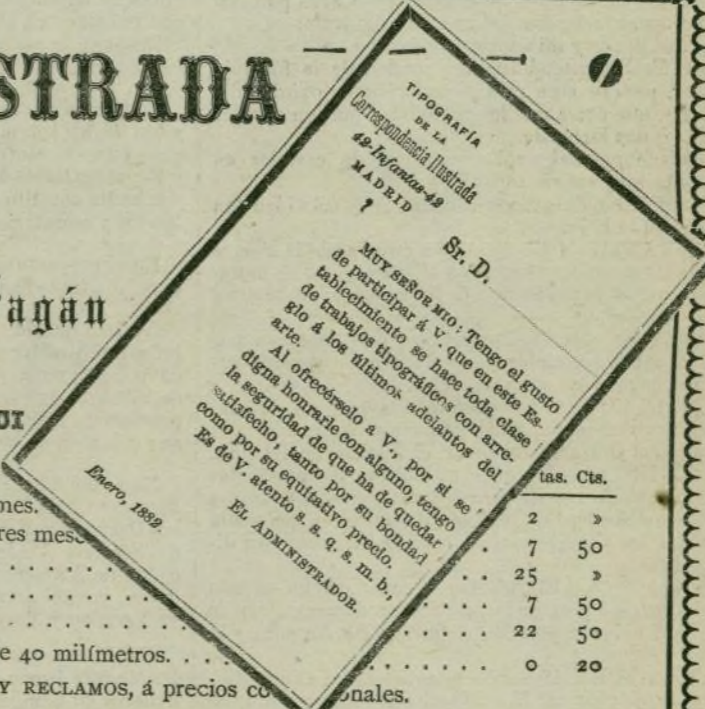 STRADA
TIPOGRAFÍA
DE LA
Correspondencia Ilustrada
42-Infantas-42
MADRID
Sr. D.
MUY SEÑOR MIO: Tengo el gusto
de participar á V. que en este Es-
tablecimiento se hace toda clase
de trabajos tipográficos con arre-
glo á los últimos adelantos del
arte.
Al ofrecérselo a V., por si se
digna honrarle con alguno, tengo
la seguridad de que ha de quedar
satisfecho, tanto por su bondad
como por su equitativo precio.
Es de V. atento s. s. q. s. m. b.,
EL ADMINISTRADOR.
Enero, 1882.
agán
tas. Cts.
mes. 2 »
res mes 7 50
25 »
7 50
22 50
e 40 milímetros. 0 20
Y RECLAMOS, á precios co nales.